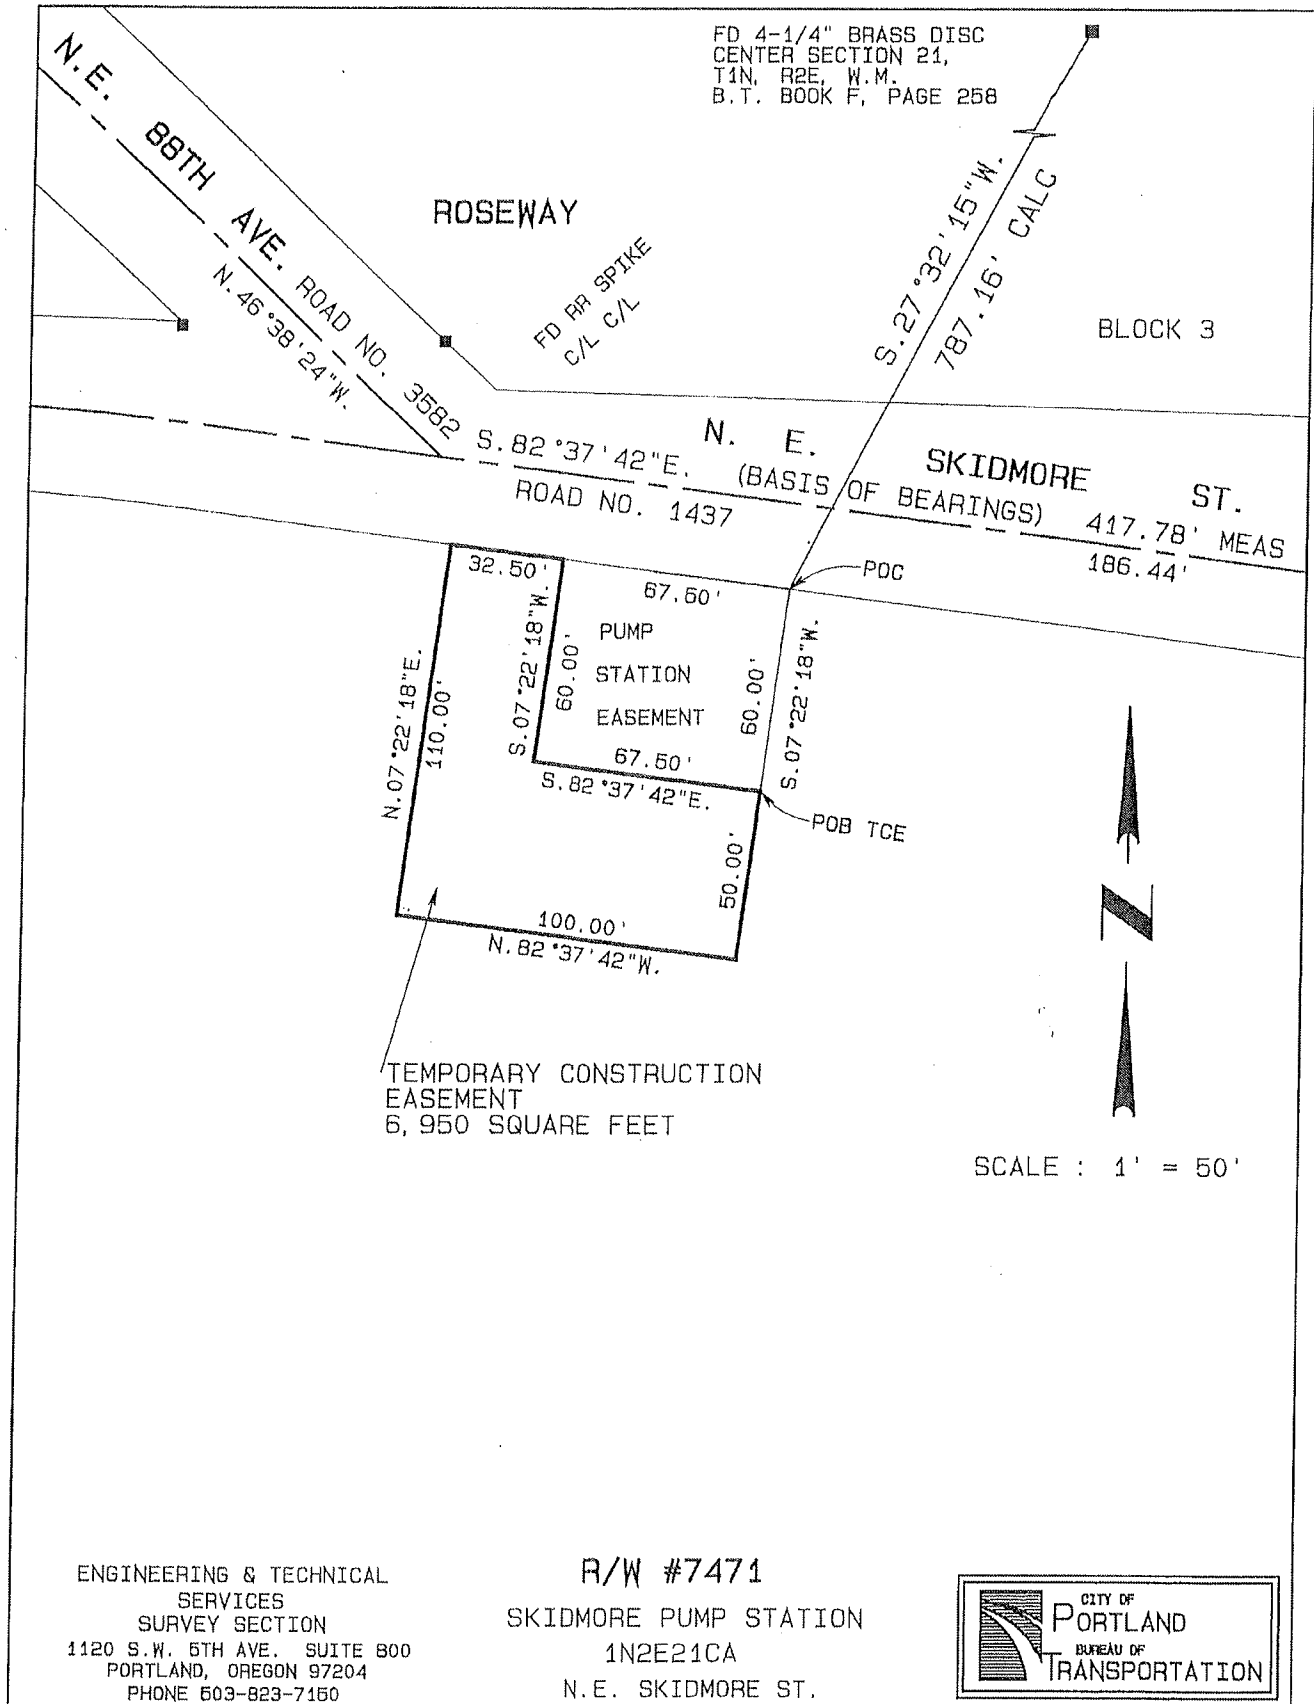 FD 4-1/4" BRASS DISC
CENTER SECTION 21,
T1N, R2E, W.M.
B.T. BOOK F, PAGE 258
N.E. 88TH AVE. ROAD NO. 3582
N.46°38'24"W.
ROSEWAY
FD RR SPIKE
C/L C/L
S.27°32'15"W.
787.16' CALC
BLOCK 3
N. E. SKIDMORE ST.
S.82°37'42"E. (BASIS OF BEARINGS) 417.78' MEAS
ROAD NO. 1437
186.44'
POC
32.50'
67.50'
S.07°22'18"W.
60.00'
PUMP
STATION
EASEMENT
60.00'
S.07°22'18"W.
N.07°22'18"E.
110.00'
67.50'
S.82°37'42"E.
POB TCE
50.00'
100.00'
N.82°37'42"W.
N
TEMPORARY CONSTRUCTION
EASEMENT
6,950 SQUARE FEET
SCALE : 1' = 50'
ENGINEERING & TECHNICAL
SERVICES
SURVEY SECTION
1120 S.W. 5TH AVE. SUITE 800
PORTLAND, OREGON 97204
PHONE 503-823-7150
R/W #7471
SKIDMORE PUMP STATION
1N2E21CA
N.E. SKIDMORE ST.
CITY OF
PORTLAND
BUREAU OF
TRANSPORTATION